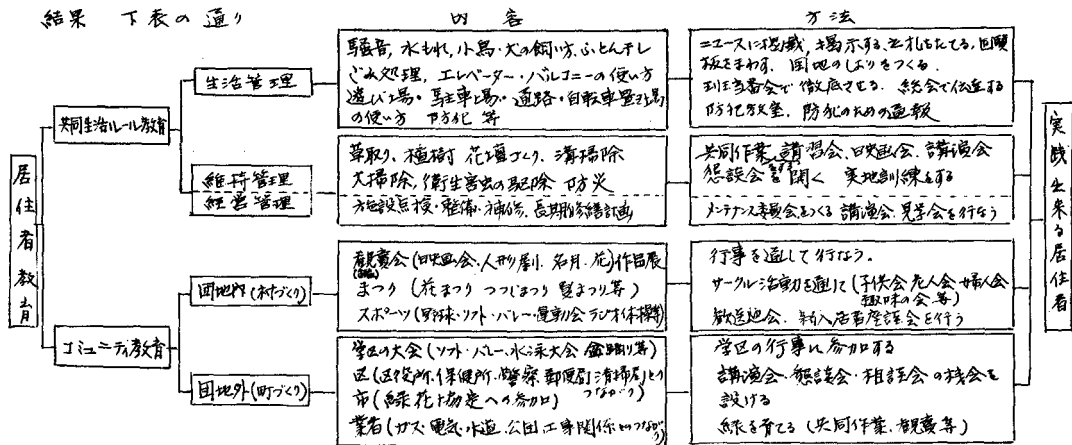 結果 下表の通り
内容
方法
居住者教育
共同生活ルール教育
生活管理
騒音,水もれ,小鳥・犬の飼い方,ふとん干し
ごみ処理,エレベーター・バルコニーの使い方
遊び場・駐車場・通路・自転車置き場
の使い方 防犯 等
ニュースに掲載,掲示する,立札をたてる,回覧
板をまわす,団地のしおりをつくる
当番会で徹底させる.総会で伝達する
防犯教室,防犯のための通報
維持管理
経営管理
草取り,植樹 花壇づくり,溝掃除
大掃除,衛生害虫の駆除 防災
施設点検・整備・補修,長期修繕計画
共同作業,講習会,映画会,講演会
懇談会を開く 実地訓練をする
メンテナンス委員会をつくる 講演会,見学会を行なう
コミュニティ教育
団地内(村づくり)
観賞会(映画会,人形劇,名月,花)作品展
まつり(花まつり つつじまつり 夏まつり等)
スポーツ(野球・ソフト・バレー・運動会 ラジオ体操等)
行事を通して行なう.
サークル活動を通して(子供会 老人会 婦人会
趣味の会 等)
歓送迎会,新入居者座談会を行う
団地外(町づくり)
学区の大会(ソフト・バレー,水泳大会 盆踊り等)
区(区役所,保健所,警察,郵便局,清掃局)との
つながり
市(緑花協定への参加)
業者(ガス,電気,水道,公団,工事関係とのつながり)
学区の行事に参加する
講演会・懇談会・相談会の機会を
設ける
緑を育てる(共同作業,観賞等)
実践出来る居住者